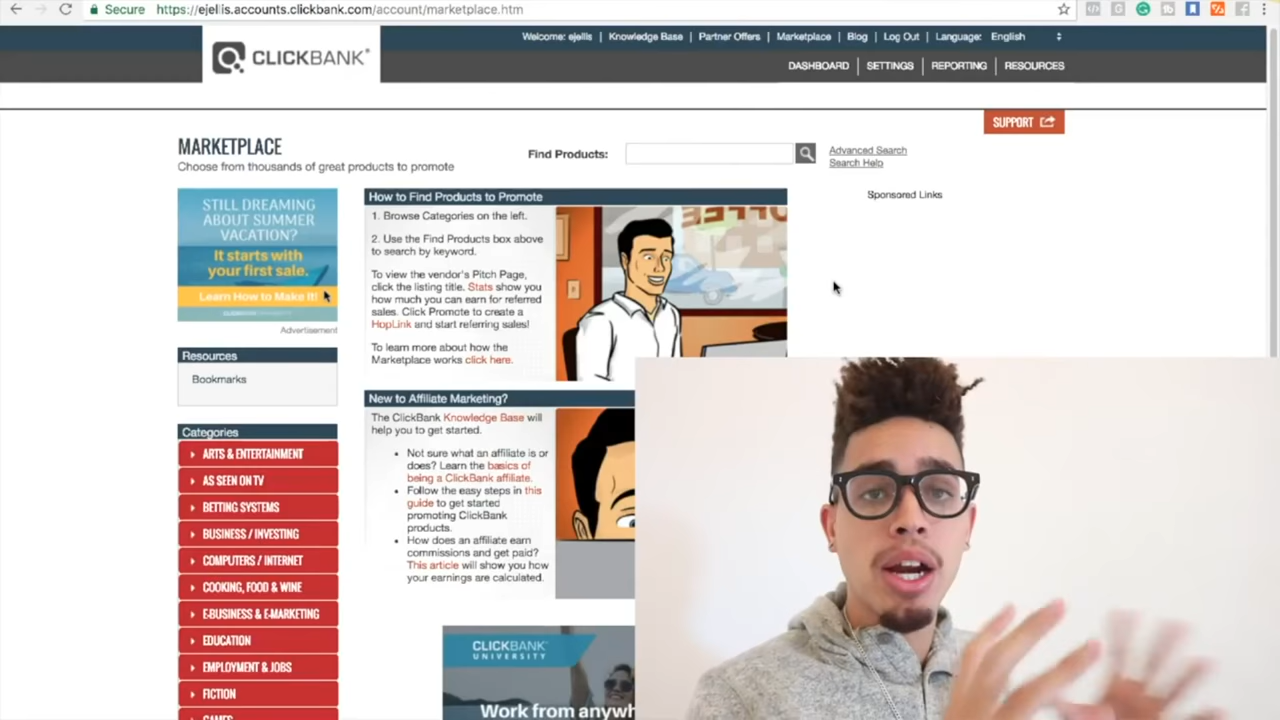 Secure https://ejellis.accounts.clickbank.com/account/marketplace.htm
Welcome: ejellis | Knowledge Base | Partner Offers | Marketplace | Blog | Log Out | Language: English
CLICKBANK
DASHBOARD | SETTINGS | REPORTING | RESOURCES
SUPPORT
MARKETPLACE
Choose from thousands of great products to promote
Find Products:
Advanced Search
Search Help
Sponsored Links
STILL DREAMING
ABOUT SUMMER
VACATION?
It starts with
your first sale.
Learn How to Make It!
CLICKBANK UNIVERSITY
Advertisement
Resources
Bookmarks
Categories
ARTS & ENTERTAINMENT
AS SEEN ON TV
BETTING SYSTEMS
BUSINESS / INVESTING
COMPUTERS / INTERNET
COOKING, FOOD & WINE
E-BUSINESS & E-MARKETING
EDUCATION
EMPLOYMENT & JOBS
FICTION
GAMES
How to Find Products to Promote
1. Browse Categories on the left.
2. Use the Find Products box above
to search by keyword.
To view the vendor's Pitch Page,
click the listing title. Stats show you
how much you can earn for referred
sales. Click Promote to create a
HopLink and start referring sales!
To learn more about how the
Marketplace works click here.
New to Affiliate Marketing?
The ClickBank Knowledge Base will
help you to get started.
• Not sure what an affiliate is or
does? Learn the basics of
being a ClickBank affiliate.
• Follow the easy steps in this
guide to get started
promoting ClickBank
products.
• How does an affiliate earn
commissions and get paid?
This article will show you how
your earnings are calculated.
CLICKBANK
UNIVERSITY
Work from anywh